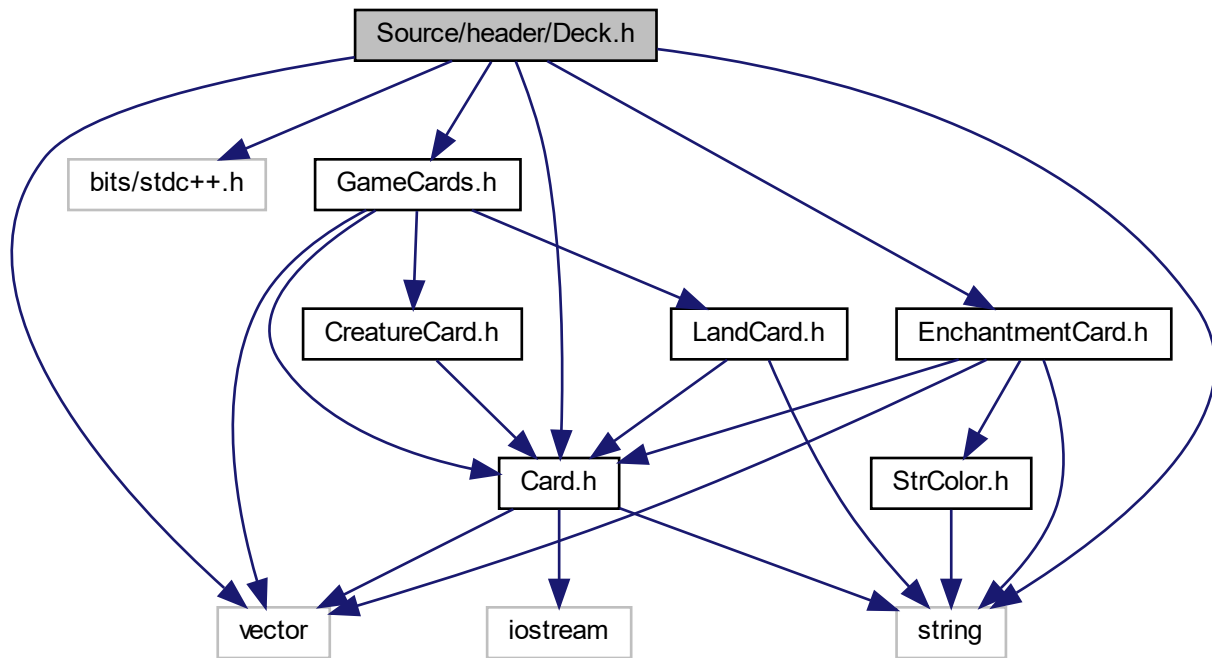 Source/header/Deck.h
bits/stdc++.h
GameCards.h
CreatureCard.h
LandCard.h
EnchantmentCard.h
Card.h
StrColor.h
vector
iostream
string